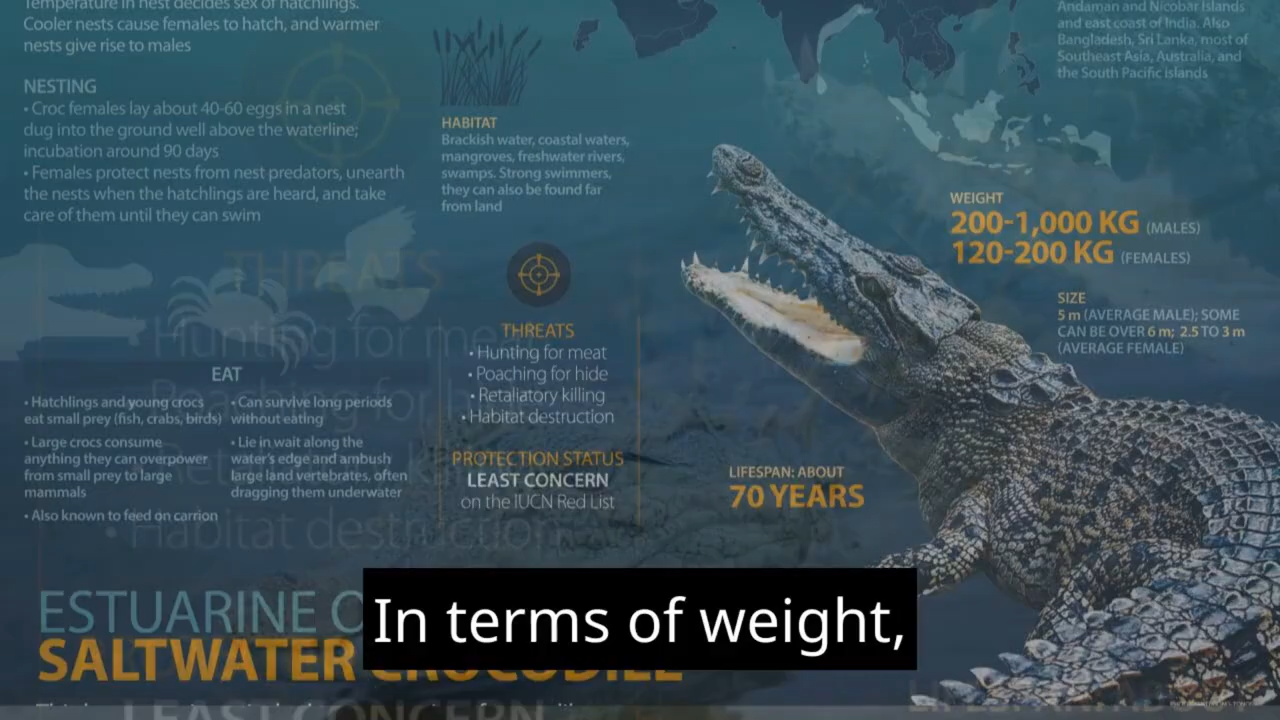 Temperature in nest decides sex of hatchlings.
Cooler nests cause females to hatch, and warmer
nests give rise to males
NESTING
• Croc females lay about 40-60 eggs in a nest
dug into the ground well above the waterline;
incubation around 90 days
• Females protect nests from nest predators, unearth
the nests when the hatchlings are heard, and take
care of them until they can swim
HABITAT
Brackish water, coastal waters,
mangroves, freshwater rivers,
swamps. Strong swimmers,
they can also be found far
from land
Andaman and Nicobar Islands
and east coast of India. Also
Bangladesh, Sri Lanka, most of
Southeast Asia, Australia, and
the South Pacific islands
WEIGHT
200-1,000 KG (MALES)
120-200 KG (FEMALES)
SIZE
5 m (AVERAGE MALE); SOME
CAN BE OVER 6 m; 2.5 TO 3 m
(AVERAGE FEMALE)
EAT
• Hatchlings and young crocs
eat small prey (fish, crabs, birds)
• Large crocs consume
anything they can overpower
from small prey to large
mammals
• Also known to feed on carrion
• Can survive long periods
without eating
• Lie in wait along the
water's edge and ambush
large land vertebrates, often
dragging them underwater
THREATS
• Hunting for meat
• Poaching for hide
• Retaliatory killing
• Habitat destruction
PROTECTION STATUS
LEAST CONCERN
on the IUCN Red List
LIFESPAN: ABOUT
70 YEARS
THREATS
Hunting for meat
Poaching for
• Habitat destruction
ESTUARINE
SALTWATER CROCODILE
LEAST CONCERN
In terms of weight,